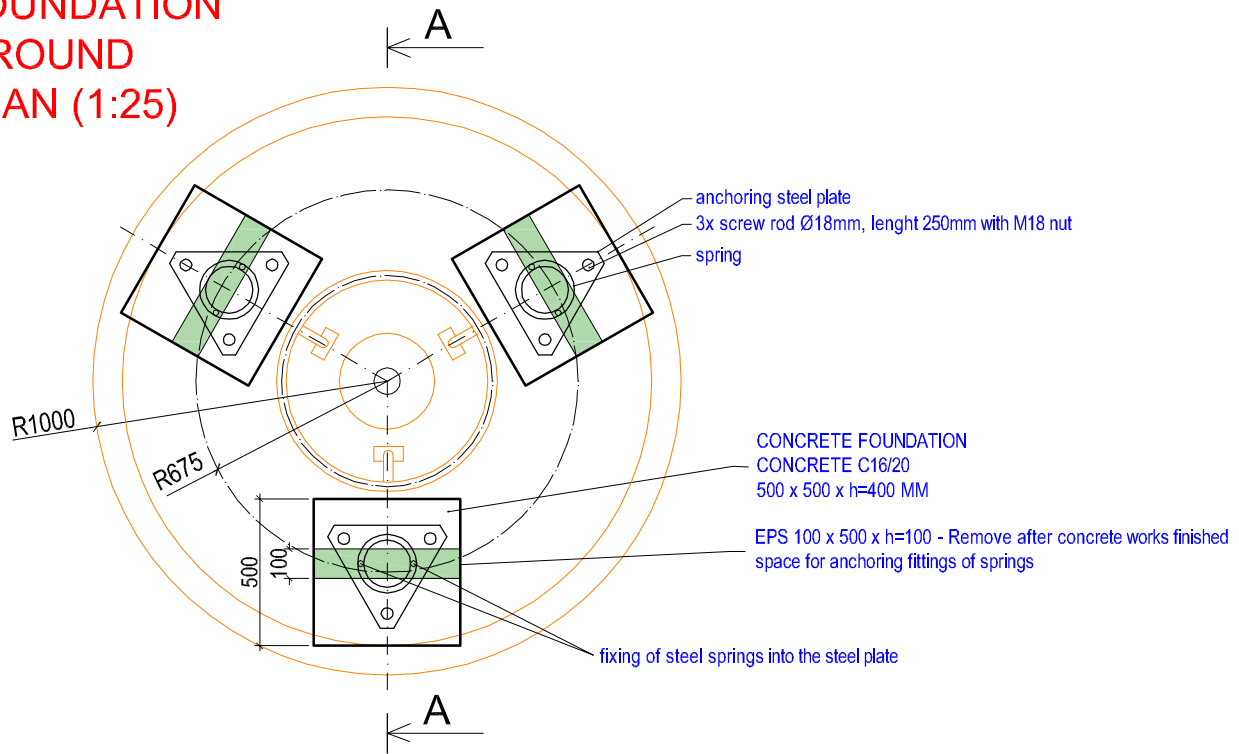 OUNDATION
ROUND
AN (1:25)
A
anchoring steel plate
3x screw rod Ø18mm, lenght 250mm with M18 nut
spring
R1000
R675
CONCRETE FOUNDATION
CONCRETE C16/20
500 x 500 x h=400 MM
EPS 100 x 500 x h=100 - Remove after concrete works finished
space for anchoring fittings of springs
500
100
fixing of steel springs into the steel plate
A